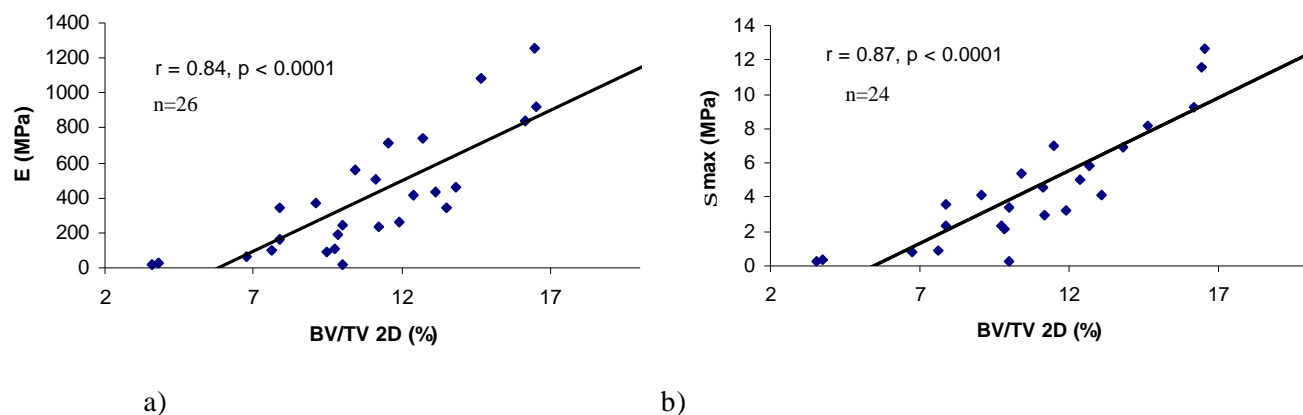 1400
1200
1000
800
600
400
200
0
E (MPa)
r = 0.84, p < 0.0001
n=26
2 7 12 17
BV/TV 2D (%)
a)
14
12
10
8
6
4
2
0
Smax (MPa)
r = 0.87, p < 0.0001
n=24
2 7 12 17
BV/TV 2D (%)
b)